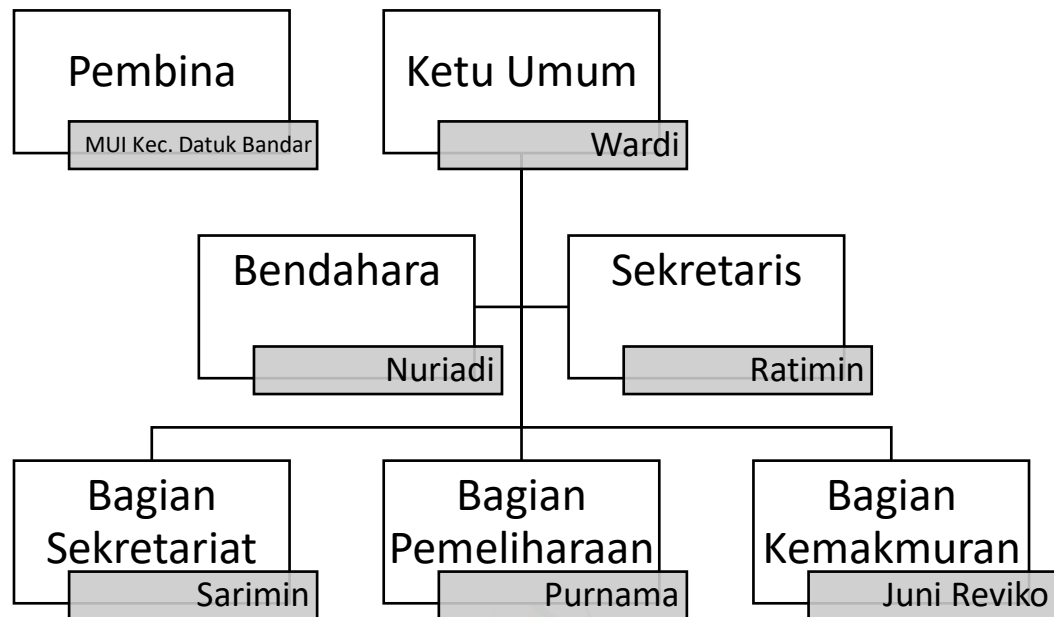 Pembina
MUI Kec. Datuk Bandar
Ketu Umum
Wardi
Bendahara
Nuriadi
Sekretaris
Ratimin
Bagian
Sekretariat
Sarimin
Bagian
Pemeliharaan
Purnama
Bagian
Kemakmuran
Juni Reviko